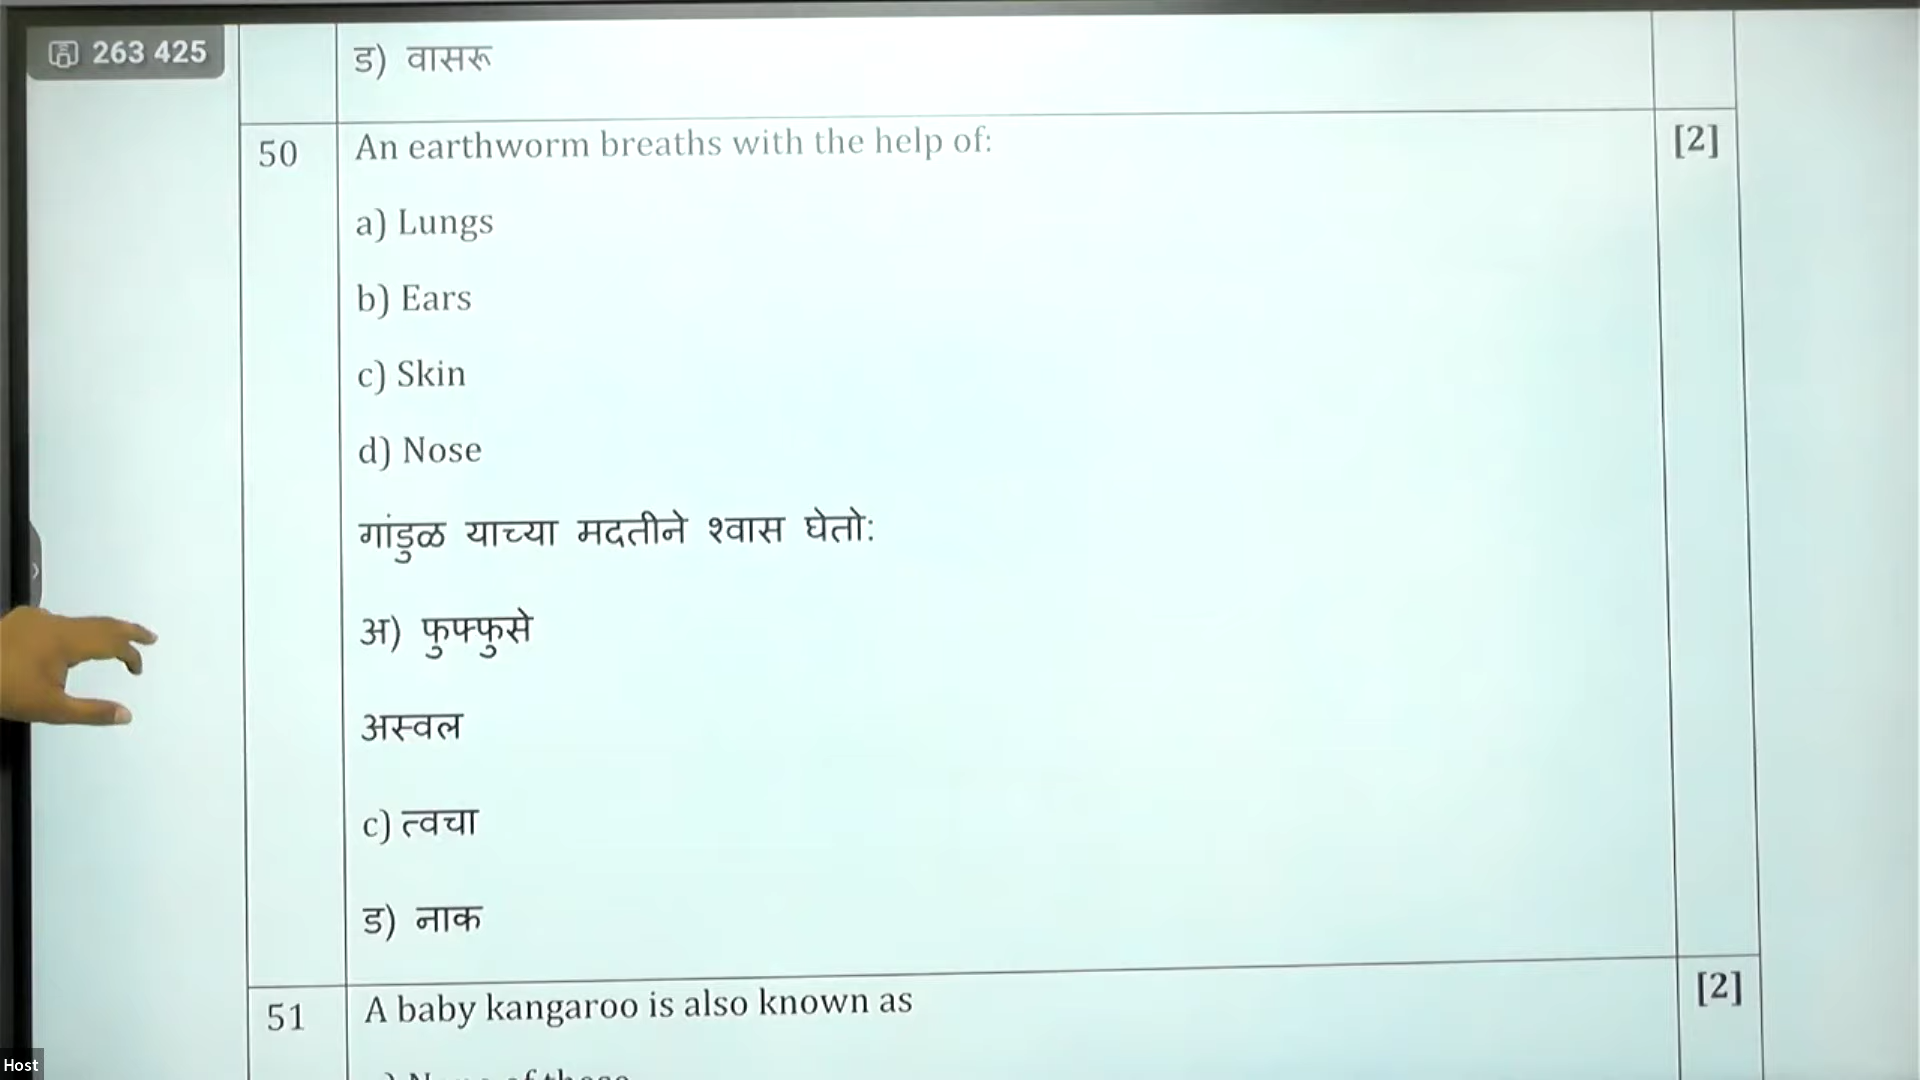 263 425
ड) वासरू
50
An earthworm breaths with the help of:
[2]
a) Lungs
b) Ears
c) Skin
d) Nose
गांडुळ याच्या मदतीने श्वास घेतो:
अ) फुफ्फुसे
अस्वल
c) त्वचा
ड) नाक
51
A baby kangaroo is also known as
[2]
Host